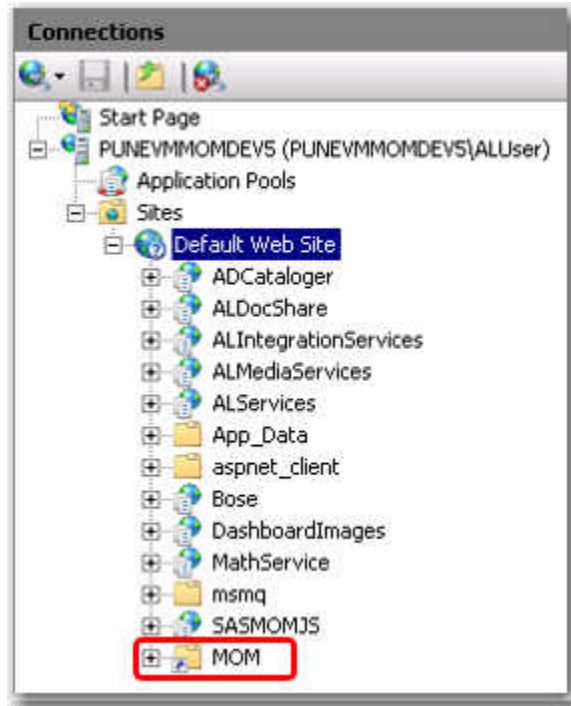 Connections
Start Page
PUNEVMMOMDEV5 (PUNEVMMOMDEV5\ALUser)
Application Pools
Sites
Default Web Site
ADCataloger
ALDocShare
ALIntegrationServices
ALMediaServices
ALServices
App_Data
aspnet_client
Bose
DashboardImages
MathService
msmq
SASMOMJS
MOM